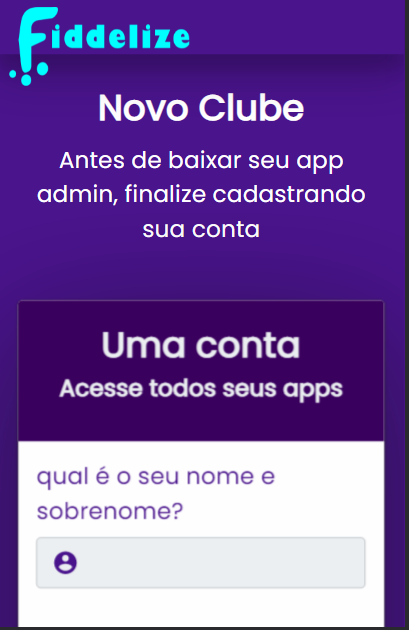 Fiddelize
Novo Clube
Antes de baixar seu app
admin, finalize cadastrando
sua conta
Uma conta
Acesse todos seus apps
qual é o seu nome e
sobrenome?